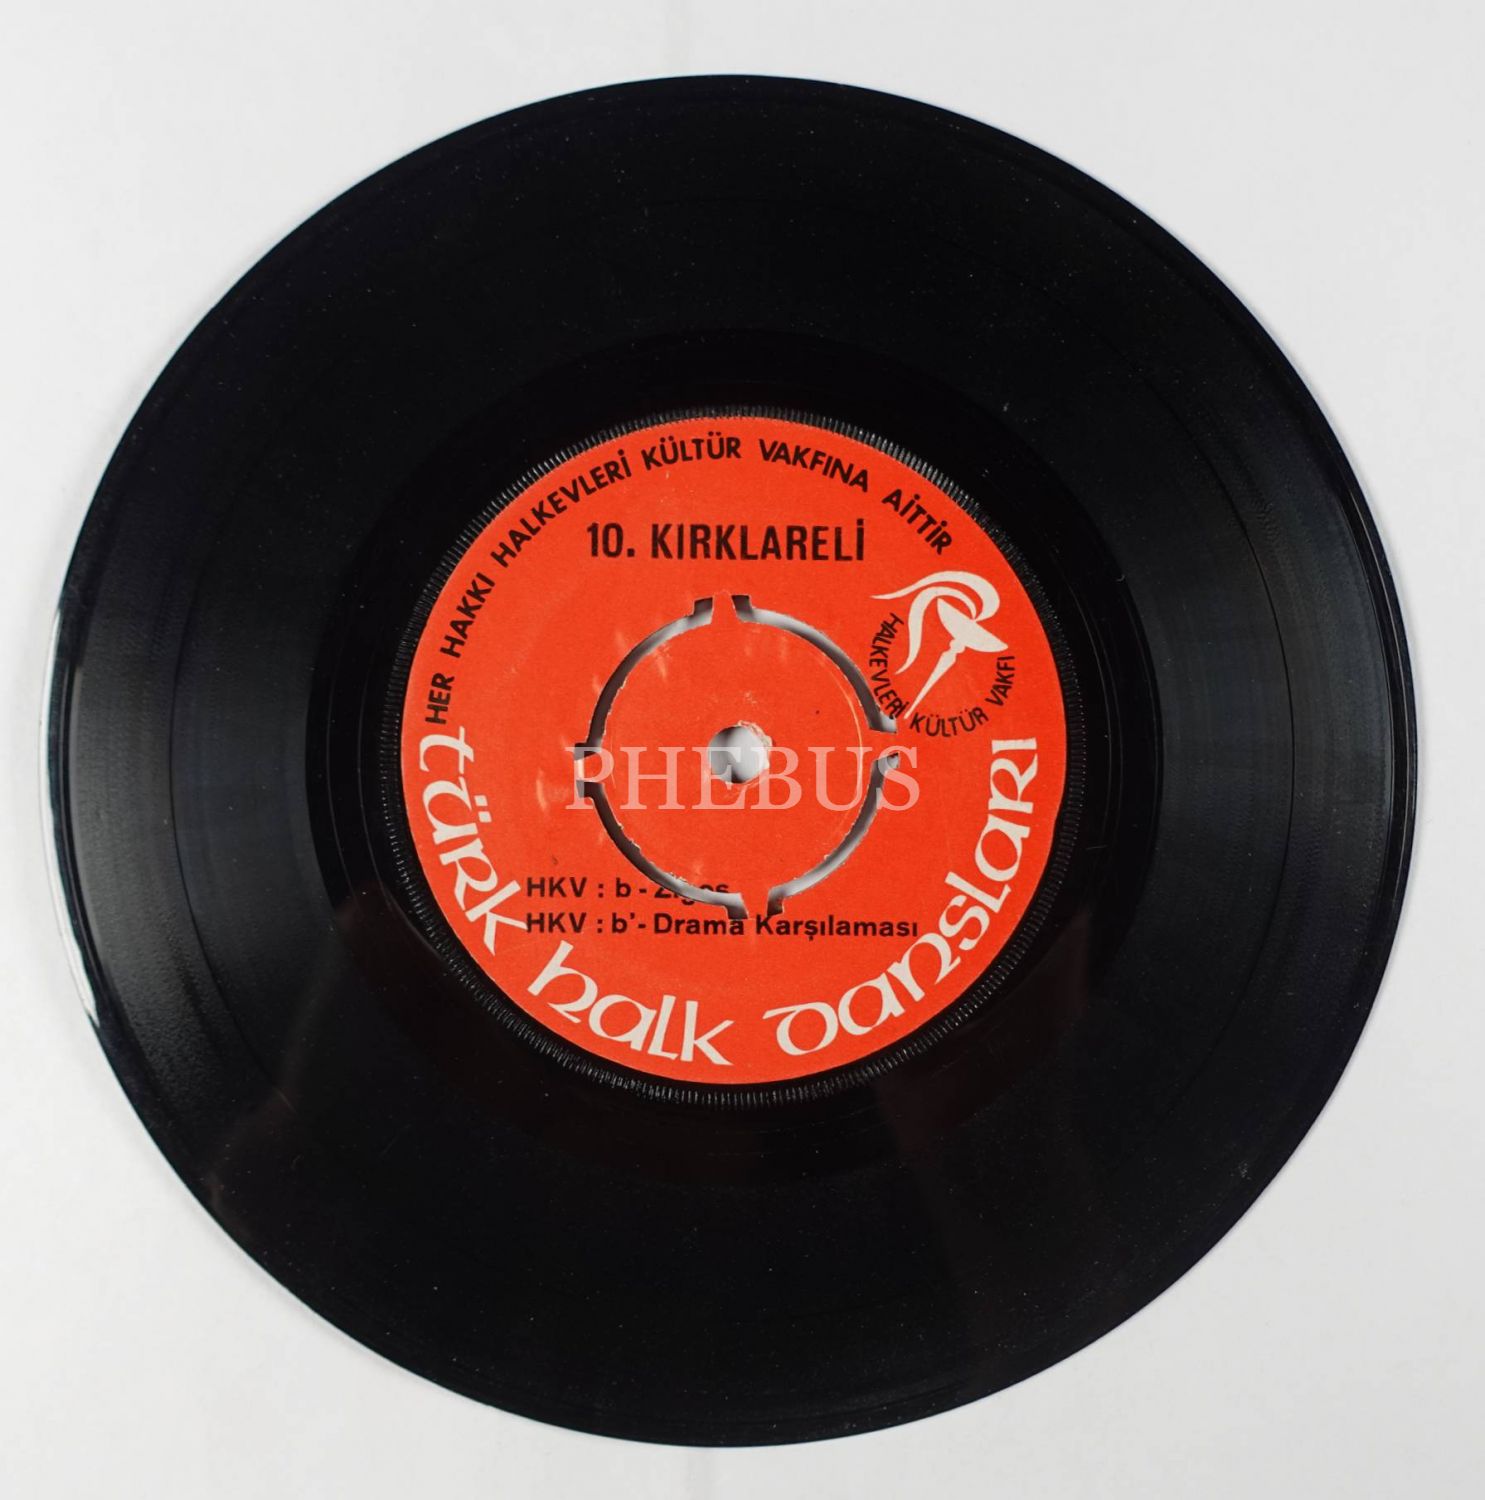 HER HAKKI HALKEVLERİ KÜLTÜR VAKFINA AİTTİR
10. KIRKLARELİ
HALKEVLERİ KÜLTÜR VAKFI
PHEBUS
HKV : b - Zigos
HKV : b'- Drama Karşılaması
türk halk dansları